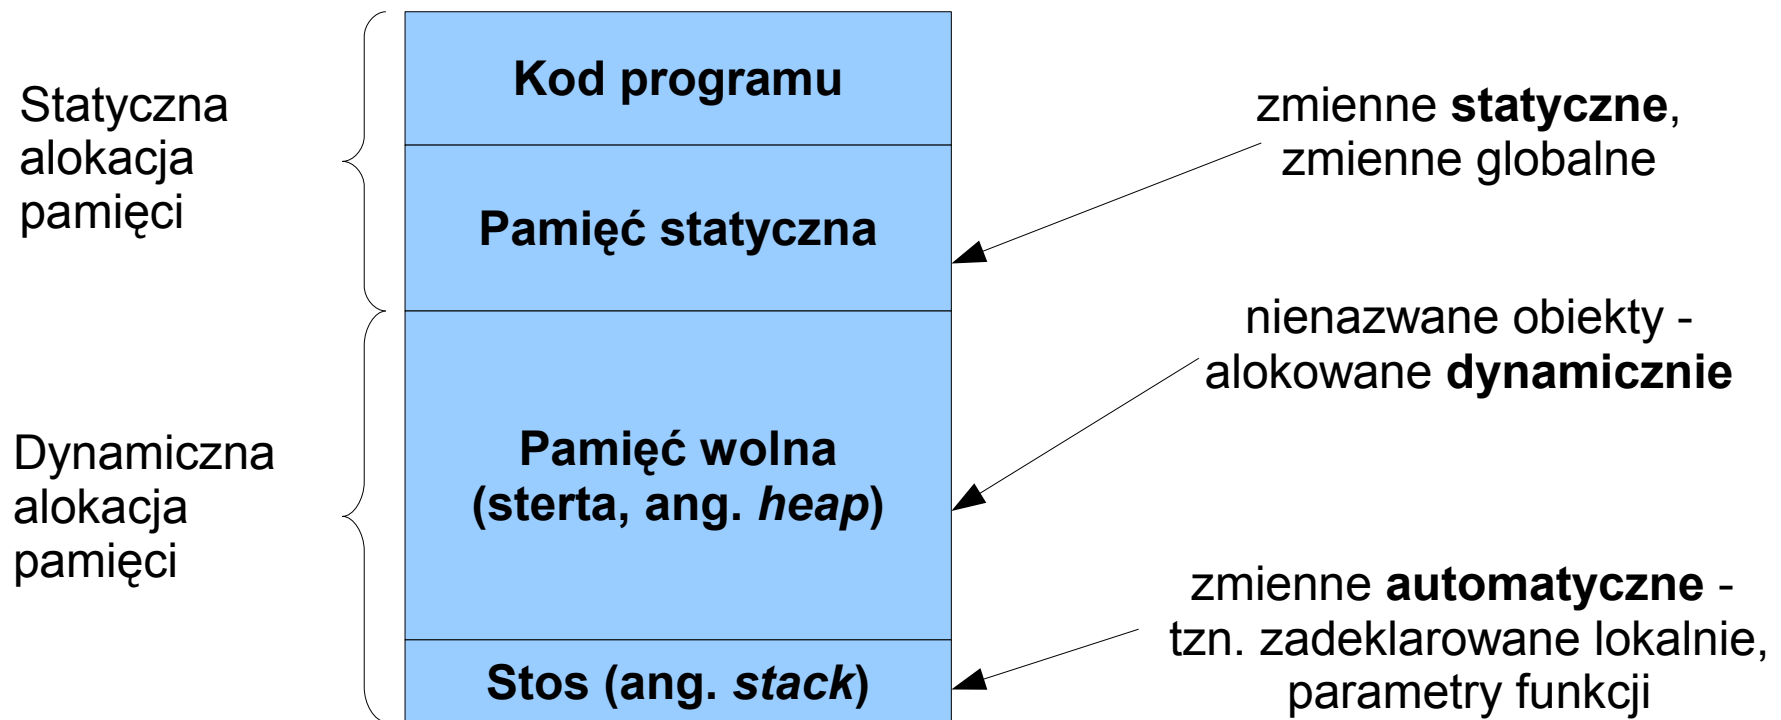 Statyczna
alokacja
pamięci
Dynamiczna
alokacja
pamięci
Kod programu
Pamięć statyczna
Pamięć wolna
(sterta, ang. heap)
Stos (ang. stack)
zmienne statyczne,
zmienne globalne
nienazwane obiekty -
alokowane dynamicznie
zmienne automatyczne -
tzn. zadeklarowane lokalnie,
parametry funkcji